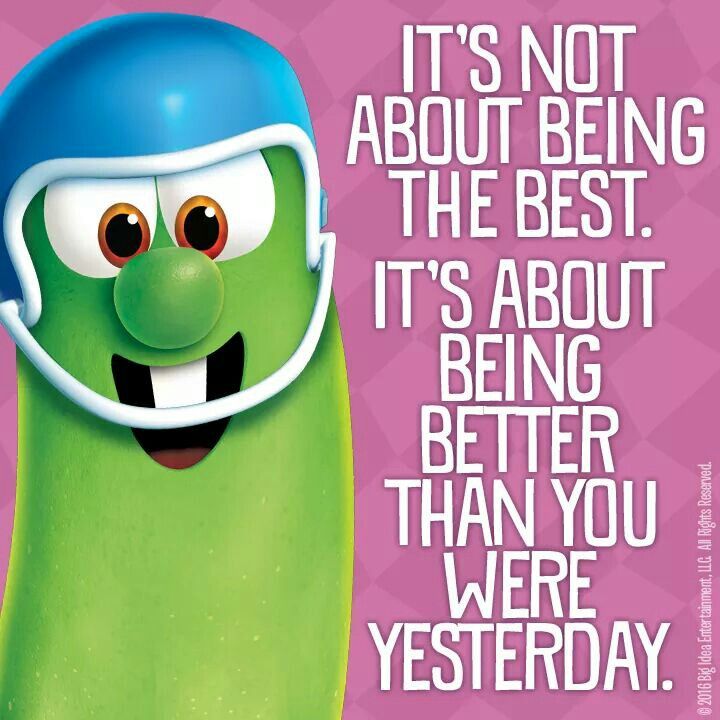 IT'S NOT
ABOUT BEING
THE BEST.
IT'S ABOUT
BEING
BETTER
THAN YOU
WERE
YESTERDAY.
© 2016 Big Idea Entertainment, LLC. All Rights Reserved.